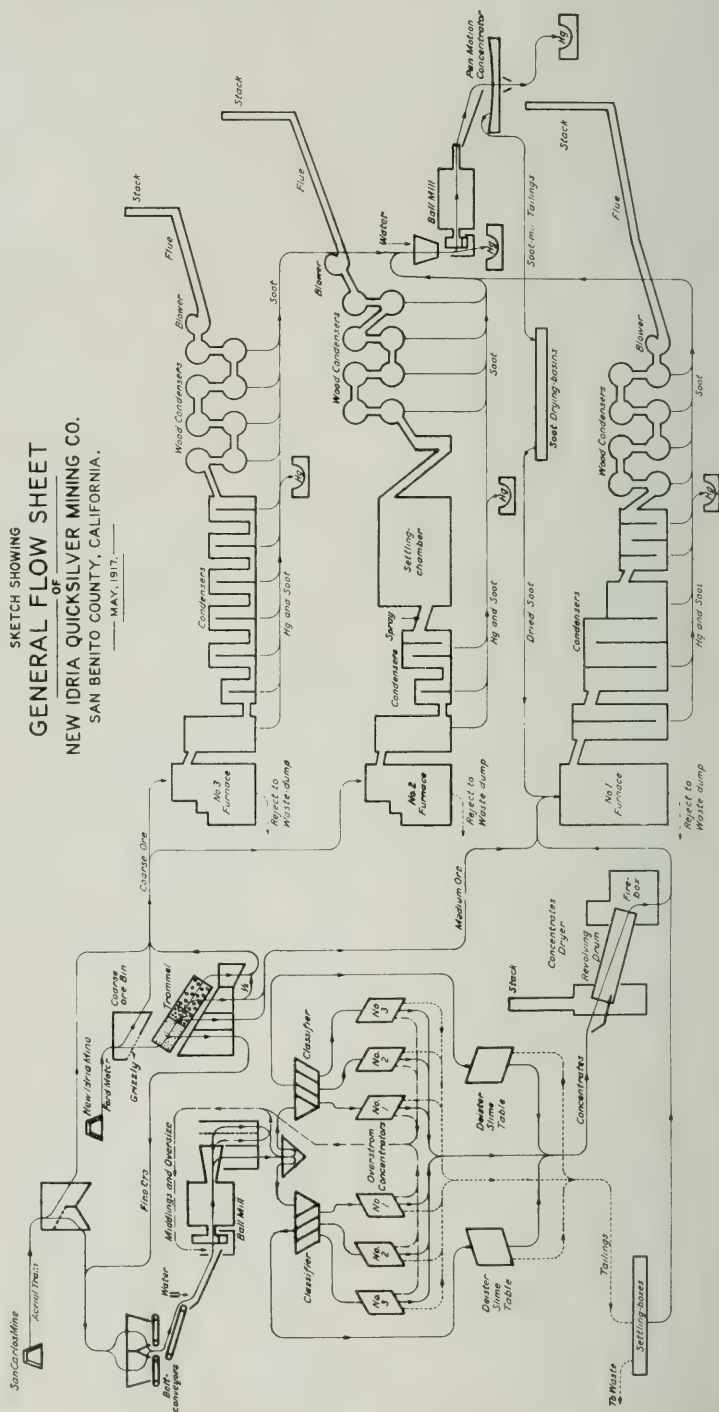 SKETCH SHOWING
GENERAL FLOW SHEET
OF
NEW IDRIA QUICKSILVER MINING CO.
SAN BENITO COUNTY, CALIFORNIA.
MAY, 1917.
San Carlos Mine
Aerial Tram
New Idria Mine
Ford Motor
Grizzly
Coarse
Ore Bin
Trommel
1/2
Fine Ore
Coarse Ore
Medium Ore
Belt-
conveyors
Water
Ball Mill
Middlings and Oversize
Classifier
Classifier
No. 3
No. 2
No. 1
Overstrom
Concentrators
No. 1
No. 2
No. 3
Deister
Slime
Table
Deister
Slime
Table
Concentrates
Tailings
Settling-boxes
To Waste
Stack
Concentrates
Dryer
Revolving
Drum
Fire-
box
No 3
Furnace
Reject to
Waste-dump
Condensers
Hg and Soot
Hg
Wood Condensers
Blower
Flue
Stack
Soot
No. 2
Furnace
Reject to
Waste dump
Condensers
Spray
Settling-
chamber
Hg and Soot
Hg
Wood Condensers
Blower
Flue
Stack
Soot
Water
Ball Mill
Hg
Pan Motion
Concentrator
Hg
Tailings
Soot Drying-basins
Dried Soot
No 1
Furnace
Reject to
Waste dump
Condensers
Hg and Soot
Hg
Wood Condensers
Blower
Flue
Stack
Soot